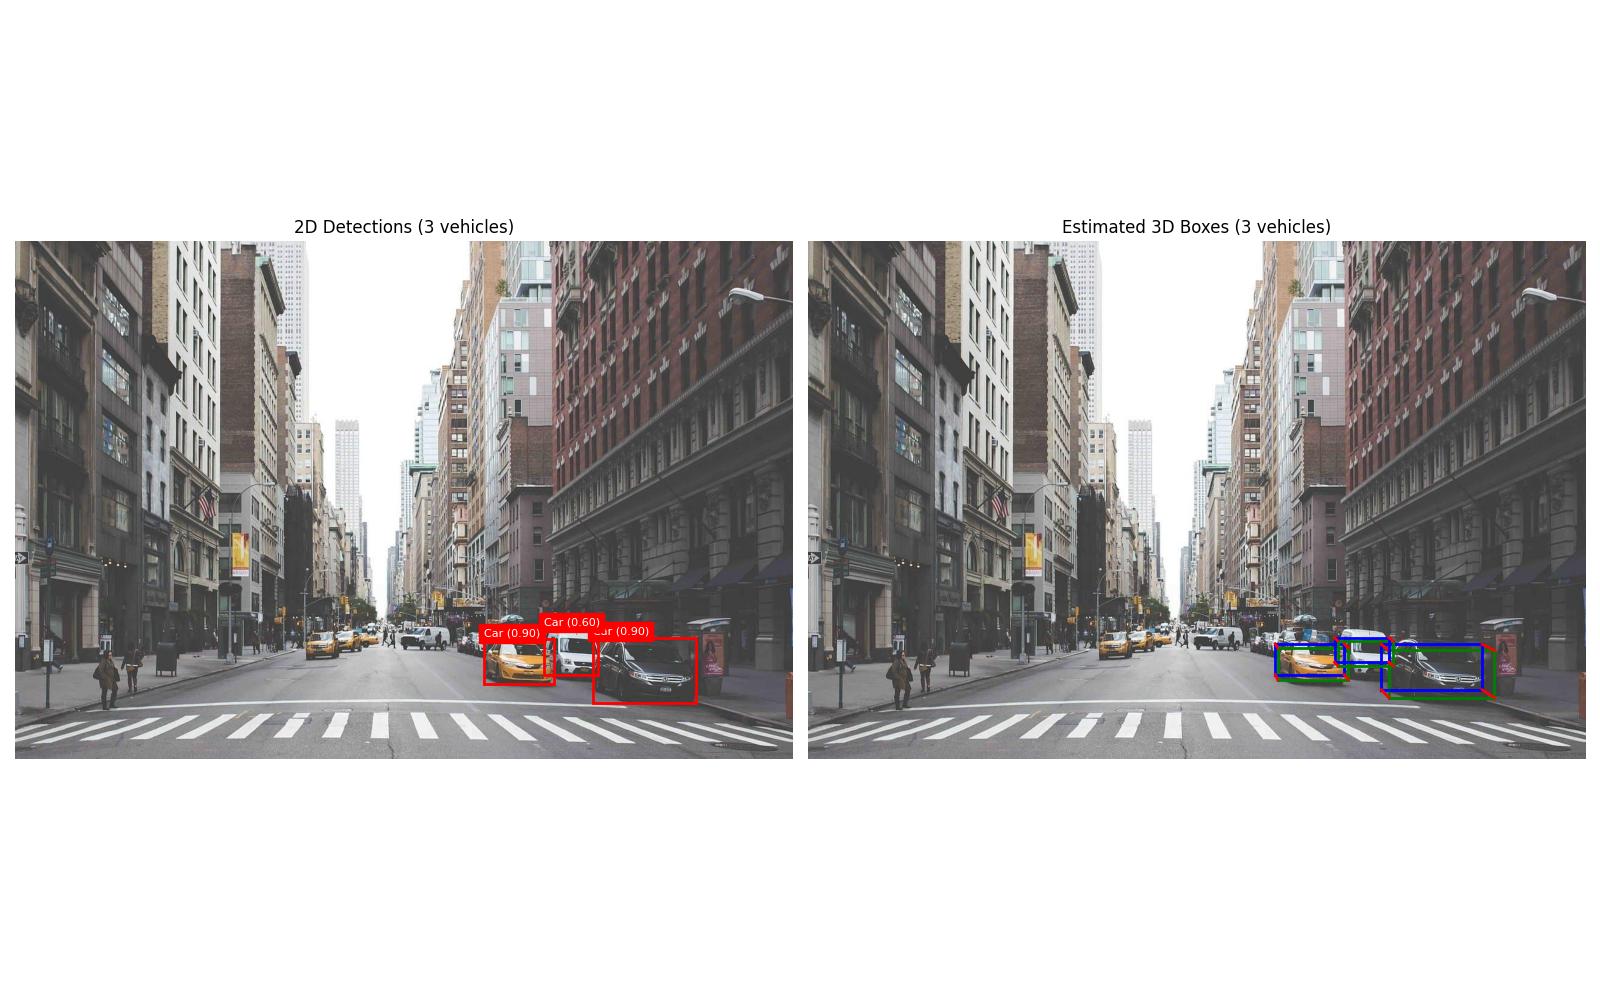 2D Detections (3 vehicles)
Estimated 3D Boxes (3 vehicles)
Car (0.60)
Car (0.90)
Car (0.90)